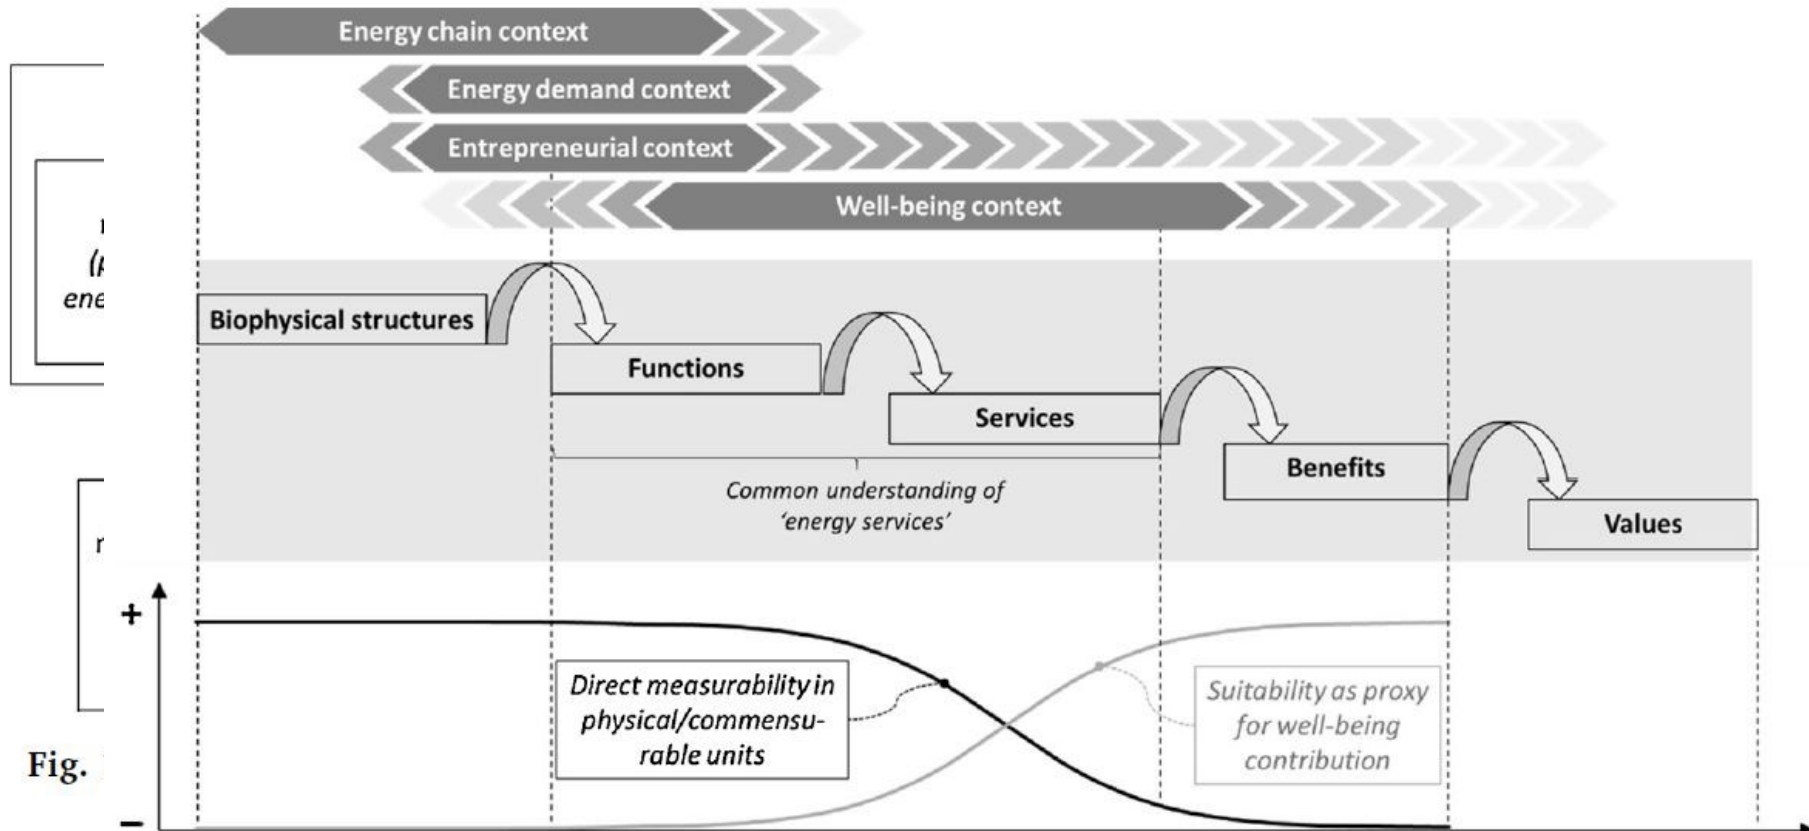 Energy chain context
Energy demand context
Entrepreneurial context
Well-being context
Biophysical structures
Functions
Services
Benefits
Values
Common understanding of
‘energy services’
+
Direct measurability in
physical/commensu-
rable units
Suitability as proxy
for well-being
contribution
Fig.
–